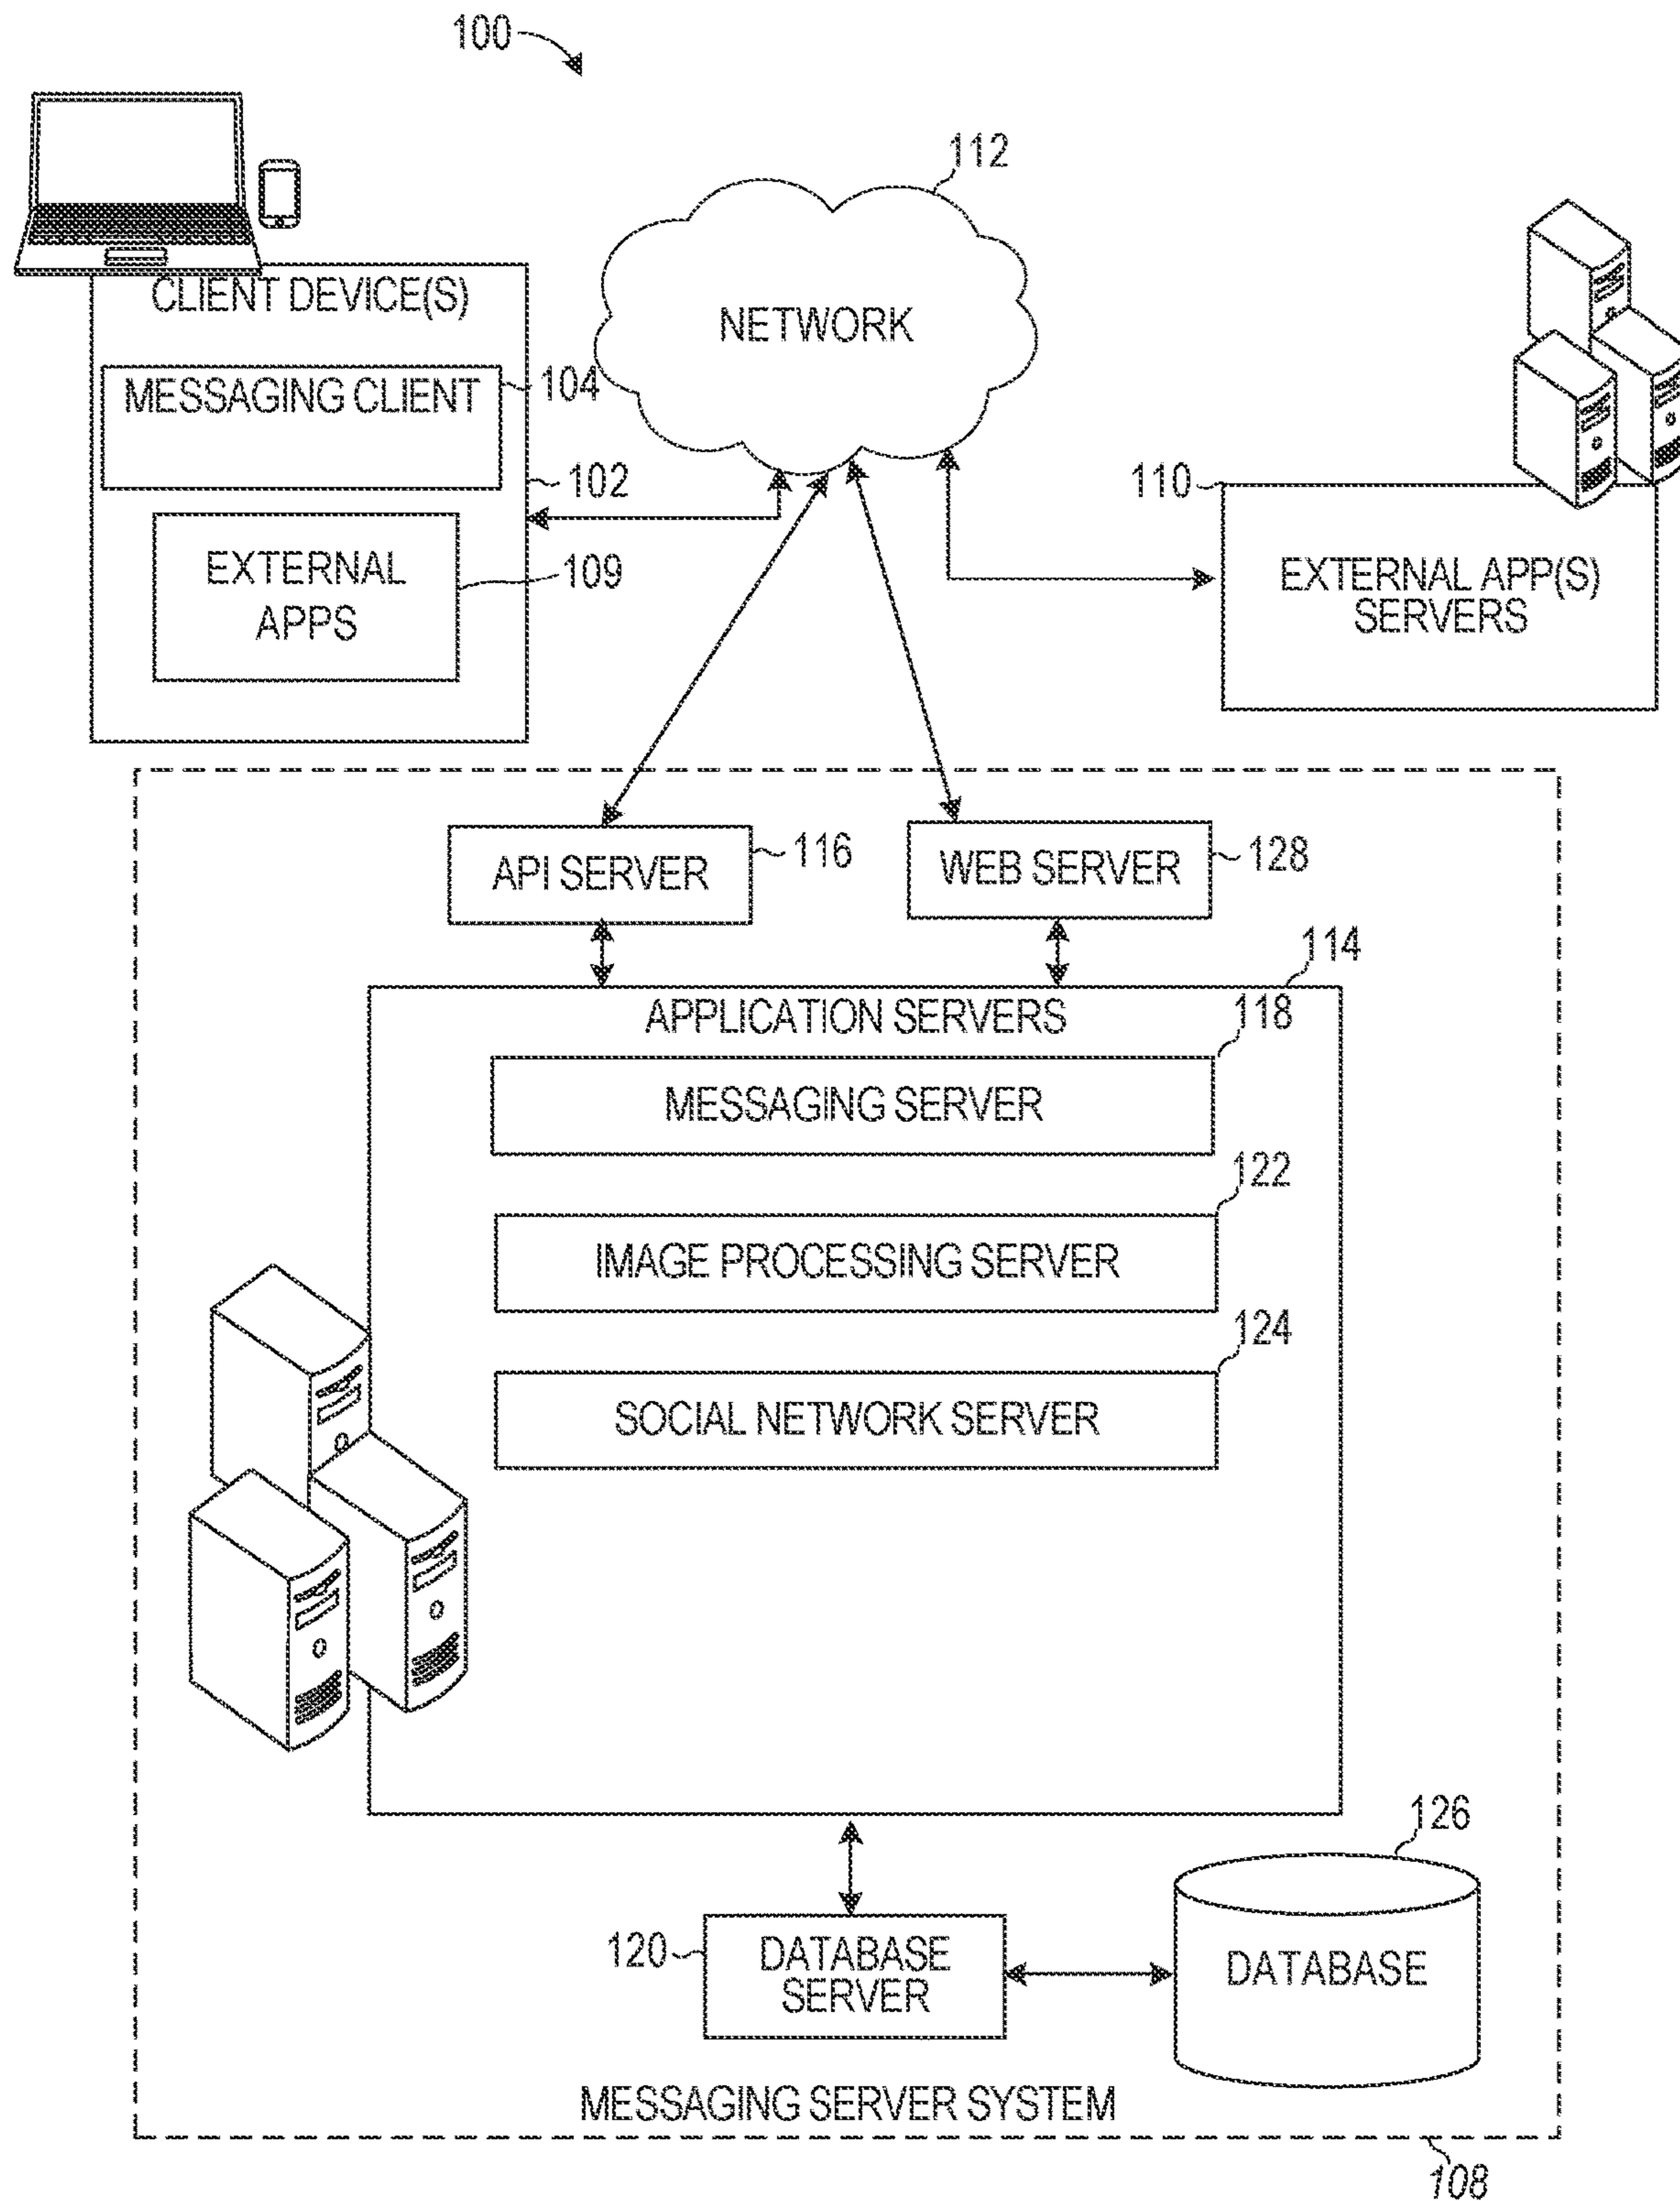 100
112
CLIENT DEVICE(S)
NETWORK
MESSAGING CLIENT
104
102
110
EXTERNAL
APPS
109
EXTERNAL APP(S)
SERVERS
API SERVER
116
WEB SERVER
128
114
APPLICATION SERVERS
118
MESSAGING SERVER
122
IMAGE PROCESSING SERVER
124
SOCIAL NETWORK SERVER
126
120
DATABASE
SERVER
DATABASE
MESSAGING SERVER SYSTEM
108